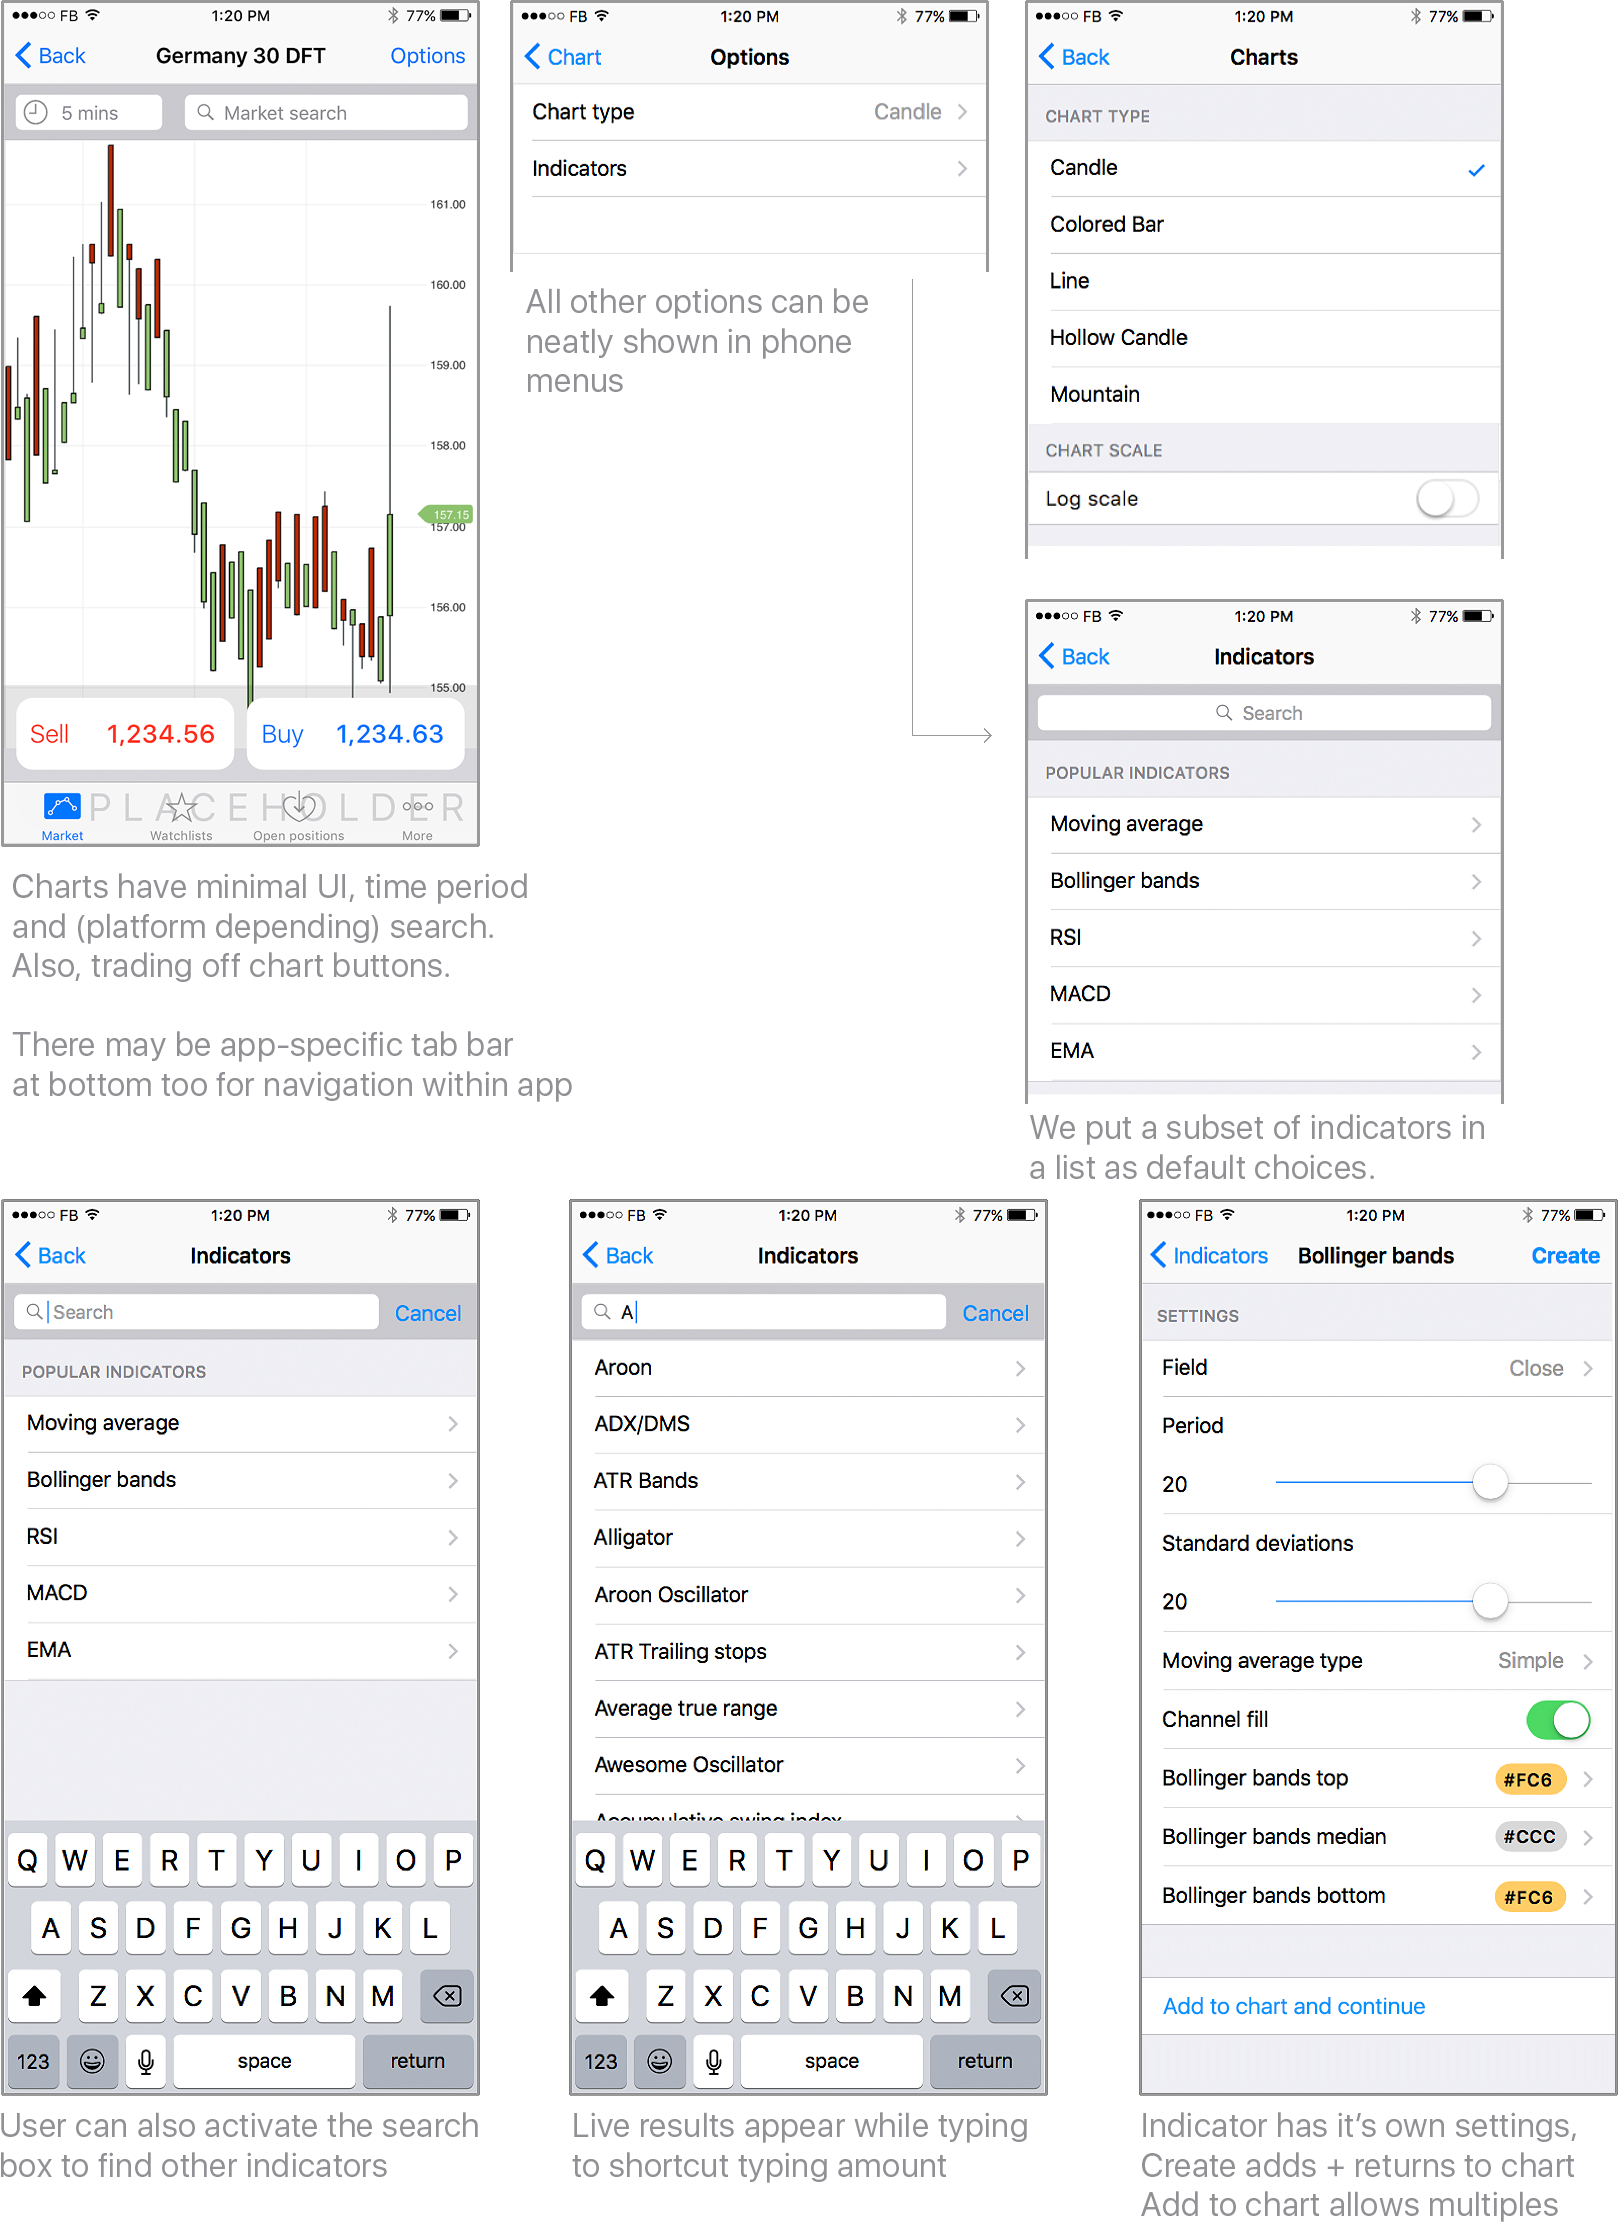 FB 1:20 PM 77%
Back Germany 30 DFT Options
5 mins Market search
161.00
160.00
159.00
158.00
157.15
157.00
156.00
155.00
Sell 1,234.56 Buy 1,234.63
PLACEHOLDER
Market Watchlists Open positions More
Charts have minimal UI, time period
and (platform depending) search.
Also, trading off chart buttons.
There may be app-specific tab bar
at bottom too for navigation within app
FB 1:20 PM 77%
Chart Options
Chart type Candle
Indicators
All other options can be
neatly shown in phone
menus
FB 1:20 PM 77%
Back Charts
CHART TYPE
Candle
Colored Bar
Line
Hollow Candle
Mountain
CHART SCALE
Log scale
FB 1:20 PM 77%
Back Indicators
Search
POPULAR INDICATORS
Moving average
Bollinger bands
RSI
MACD
EMA
We put a subset of indicators in
a list as default choices.
FB 1:20 PM 77%
Back Indicators
Search Cancel
POPULAR INDICATORS
Moving average
Bollinger bands
RSI
MACD
EMA
Q W E R T Y U I O P
A S D F G H J K L
Z X C V B N M
123 space return
User can also activate the search
box to find other indicators
FB 1:20 PM 77%
Back Indicators
A Cancel
Aroon
ADX/DMS
ATR Bands
Alligator
Aroon Oscillator
ATR Trailing stops
Average true range
Awesome Oscillator
Accumulative swing index
Q W E R T Y U I O P
A S D F G H J K L
Z X C V B N M
123 space return
Live results appear while typing
to shortcut typing amount
FB 1:20 PM 77%
Indicators Bollinger bands Create
SETTINGS
Field Close
Period
20
Standard deviations
20
Moving average type Simple
Channel fill
Bollinger bands top #FC6
Bollinger bands median #CCC
Bollinger bands bottom #FC6
Add to chart and continue
Indicator has it's own settings,
Create adds + returns to chart
Add to chart allows multiples